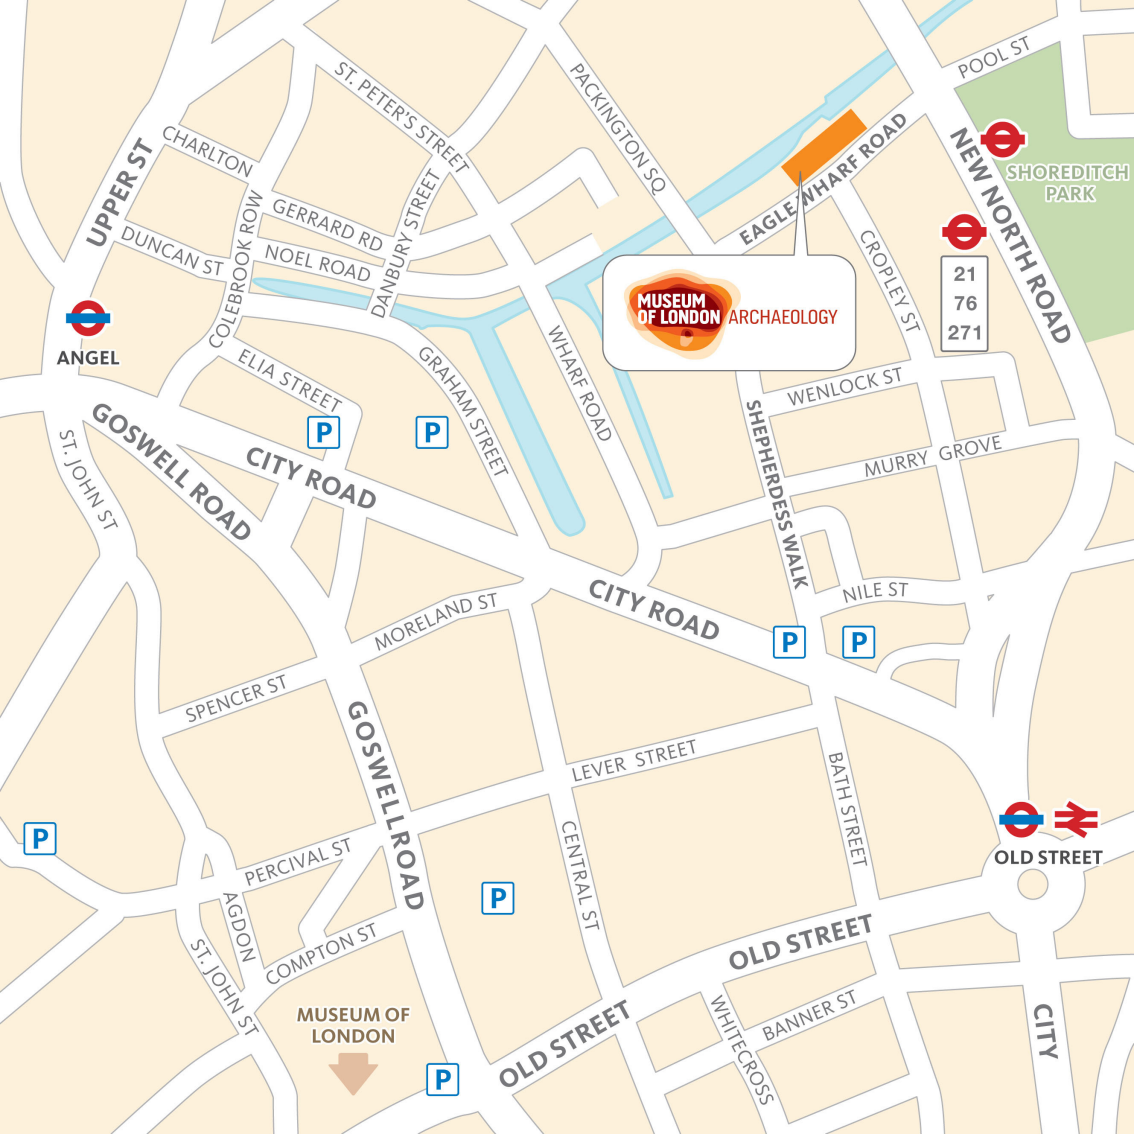 POOL ST
ST. PETER'S STREET
PACKINGTON SQ
CHARLTON
UPPER ST
EAGLE WHARF ROAD
NEW NORTH ROAD
SHOREDITCH
PARK
GERRARD RD
DANBURY STREET
COLEBROOK ROW
DUNCAN ST
NOEL ROAD
CROPLEY ST
21
76
271
MUSEUM
OF LONDON
ARCHAEOLOGY
ANGEL
ELIA STREET
GRAHAM STREET
WHARF ROAD
WENLOCK ST
SHEPHERDESS WALK
MURRY GROVE
GOSWELL ROAD
CITY ROAD
ST. JOHN ST
P
P
CITY ROAD
NILE ST
MORELAND ST
P
P
SPENCER ST
GOSWELLROAD
LEVER STREET
BATH STREET
P
OLD STREET
PERCIVAL ST
CENTRAL ST
AGDON
P
COMPTON ST
ST. JOHN ST
OLD STREET
MUSEUM OF
LONDON
OLD STREET
WHITECROSS
BANNER ST
CITY
P